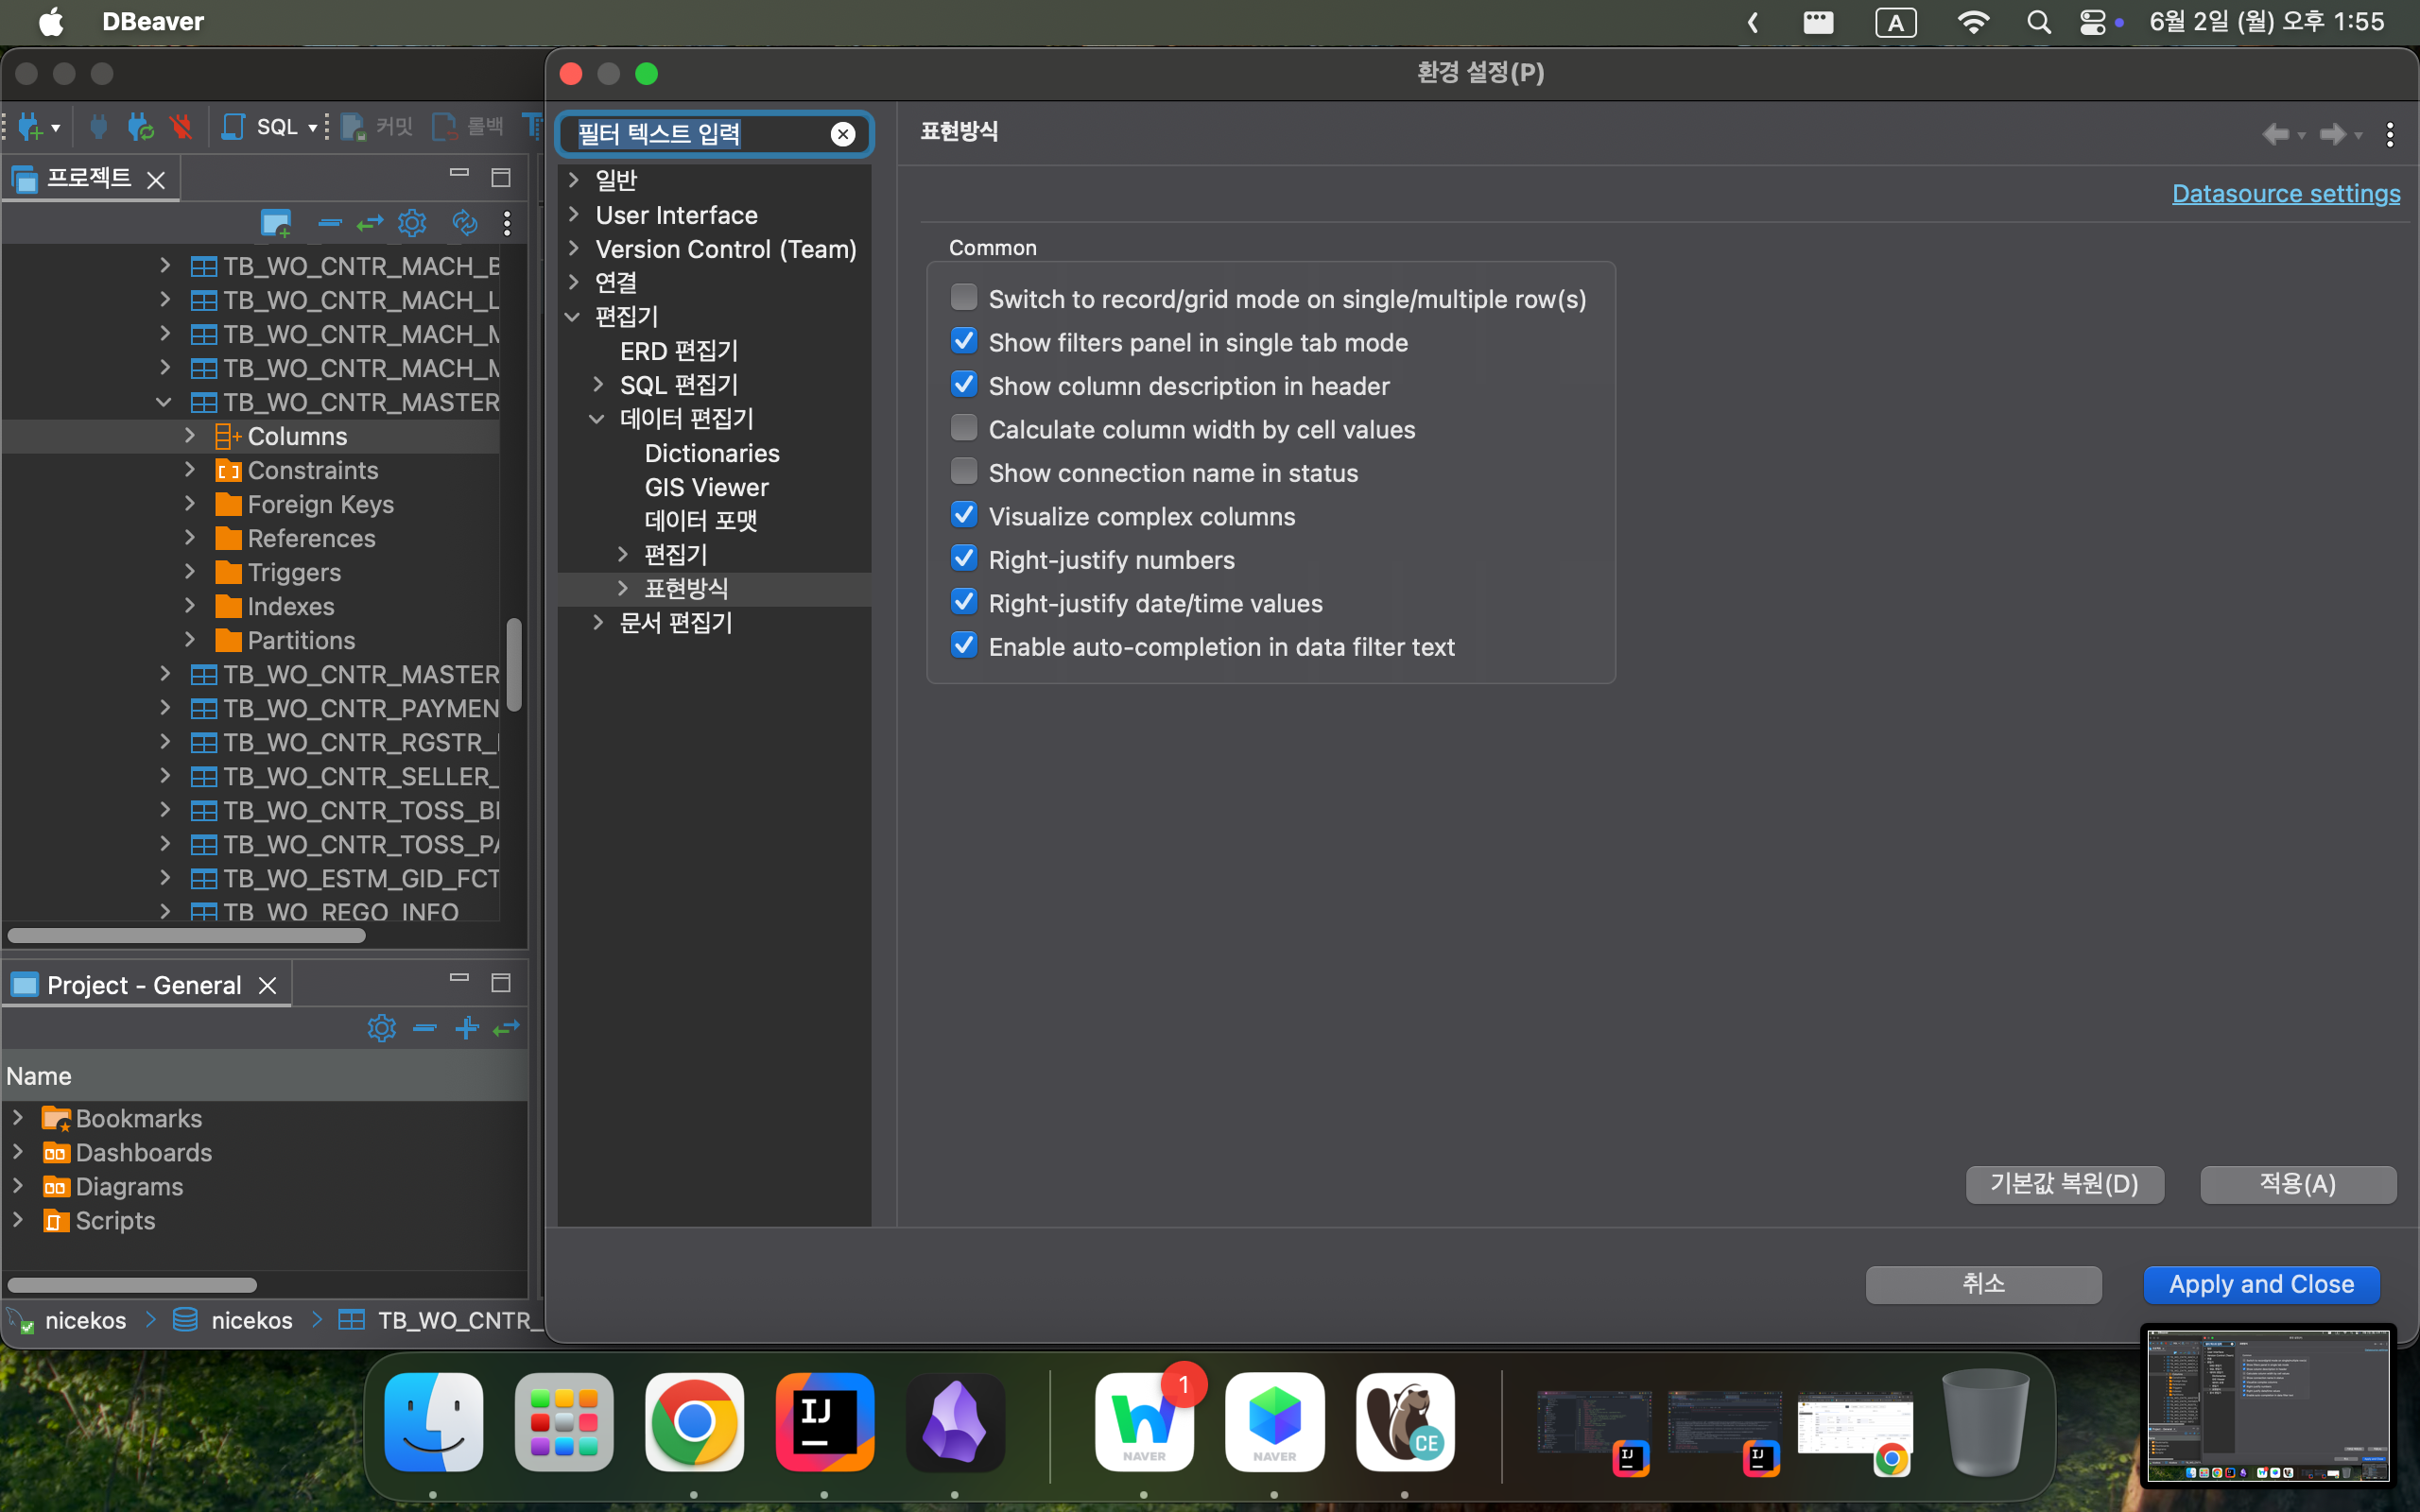 DBeaver
A
6월 2일 (월) 오후 1:55
환경 설정(P)
SQL
커밋
롤백
프로젝트
TB_WO_CNTR_MACH_B
TB_WO_CNTR_MACH_L
TB_WO_CNTR_MACH_M
TB_WO_CNTR_MACH_M
TB_WO_CNTR_MASTER
Columns
Constraints
Foreign Keys
References
Triggers
Indexes
Partitions
TB_WO_CNTR_MASTER
TB_WO_CNTR_PAYMEN
TB_WO_CNTR_RGSTR_
TB_WO_CNTR_SELLER_
TB_WO_CNTR_TOSS_BI
TB_WO_CNTR_TOSS_PA
TB_WO_ESTM_GID_FCT
TB_WO_REGO_INFO
Project - General
Name
Bookmarks
Dashboards
Diagrams
Scripts
nicekos
nicekos
TB_WO_CNTR_
필터 텍스트 입력
일반
User Interface
Version Control (Team)
연결
편집기
ERD 편집기
SQL 편집기
데이터 편집기
Dictionaries
GIS Viewer
데이터 포맷
편집기
표현방식
문서 편집기
표현방식
Datasource settings
Common
Switch to record/grid mode on single/multiple row(s)
Show filters panel in single tab mode
Show column description in header
Calculate column width by cell values
Show connection name in status
Visualize complex columns
Right-justify numbers
Right-justify date/time values
Enable auto-completion in data filter text
기본값 복원(D)
적용(A)
취소
Apply and Close
IJ
NAVER
1
NAVER
CE
IJ
IJ